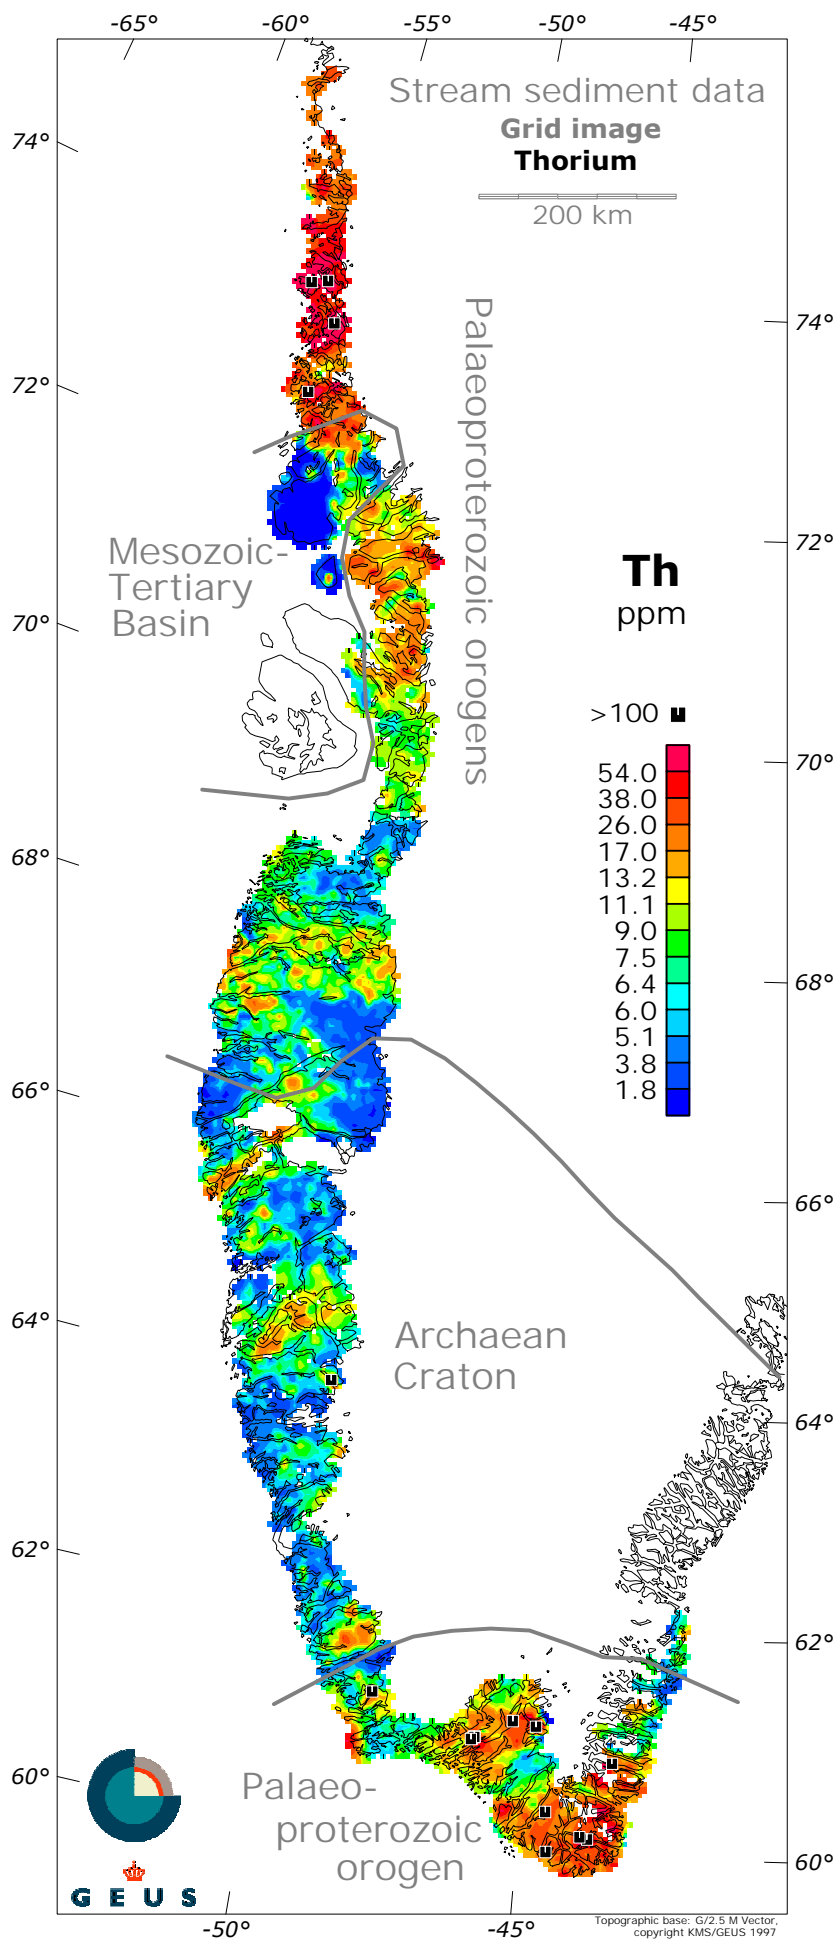 -65°
-60°
-55°
-50°
-45°
Stream sediment data
Grid image
Thorium
200 km
74°
74°
72°
Palaeoproterozoic orogens
Mesozoic-
Tertiary
Basin
72°
Th
ppm
70°
>100
70°
54.0
38.0
26.0
17.0
13.2
11.1
9.0
7.5
6.4
6.0
5.1
3.8
1.8
68°
68°
66°
66°
64°
Archaean
Craton
64°
62°
62°
60°
Palaeo-
proterozoic
orogen
60°
GEUS
-50°
-45°
Topographic base: G/2.5 M Vector,
copyright KMS/GEUS 1997